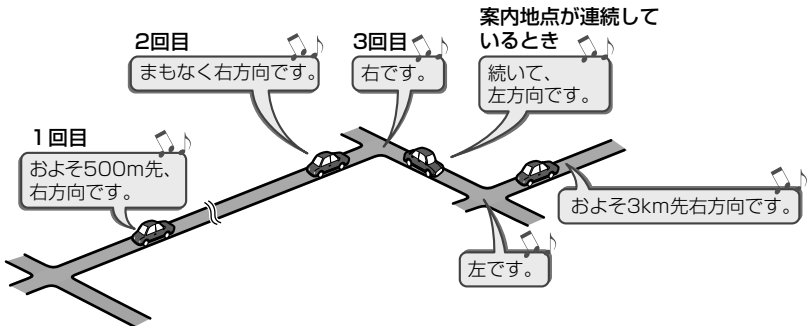 1回目
およそ500m先、
右方向です。
2回目
まもなく右方向です。
3回目
右です。
案内地点が連続して
いるとき
続いて、
左方向です。
左です。
およそ3km先右方向です。